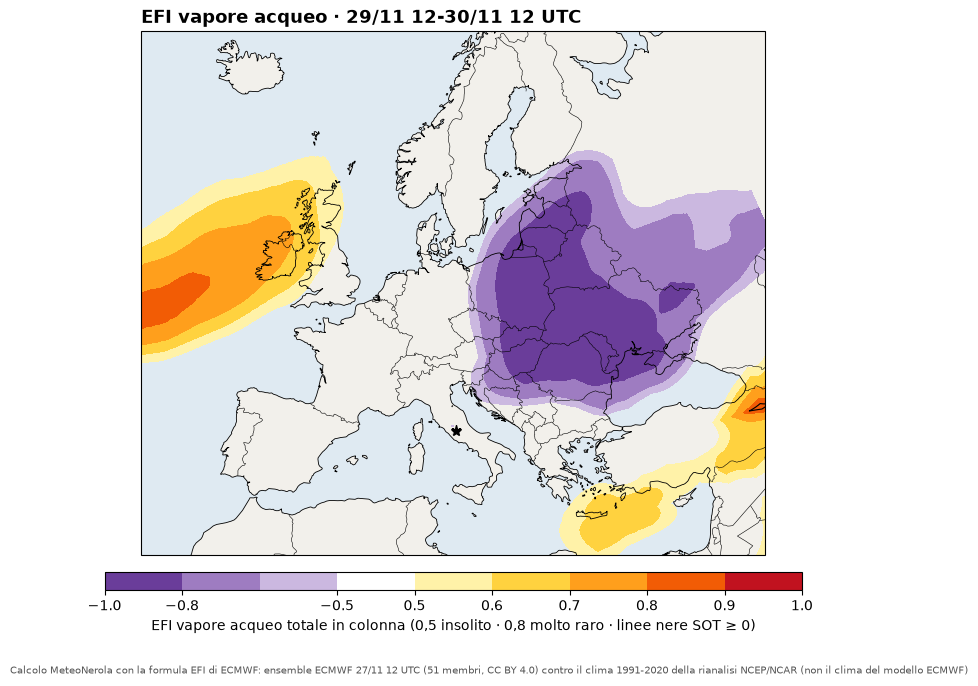 EFI vapore acqueo · 29/11 12-30/11 12 UTC
−1.0 −0.8 −0.5 0.5 0.6 0.7 0.8 0.9 1.0
EFI vapore acqueo totale in colonna (0,5 insolito · 0,8 molto raro · linee nere SOT ≥ 0)
Calcolo MeteoNerola con la formula EFI di ECMWF: ensemble ECMWF 27/11 12 UTC (51 membri, CC BY 4.0) contro il clima 1991-2020 della rianalisi NCEP/NCAR (non il clima del modello ECMWF)